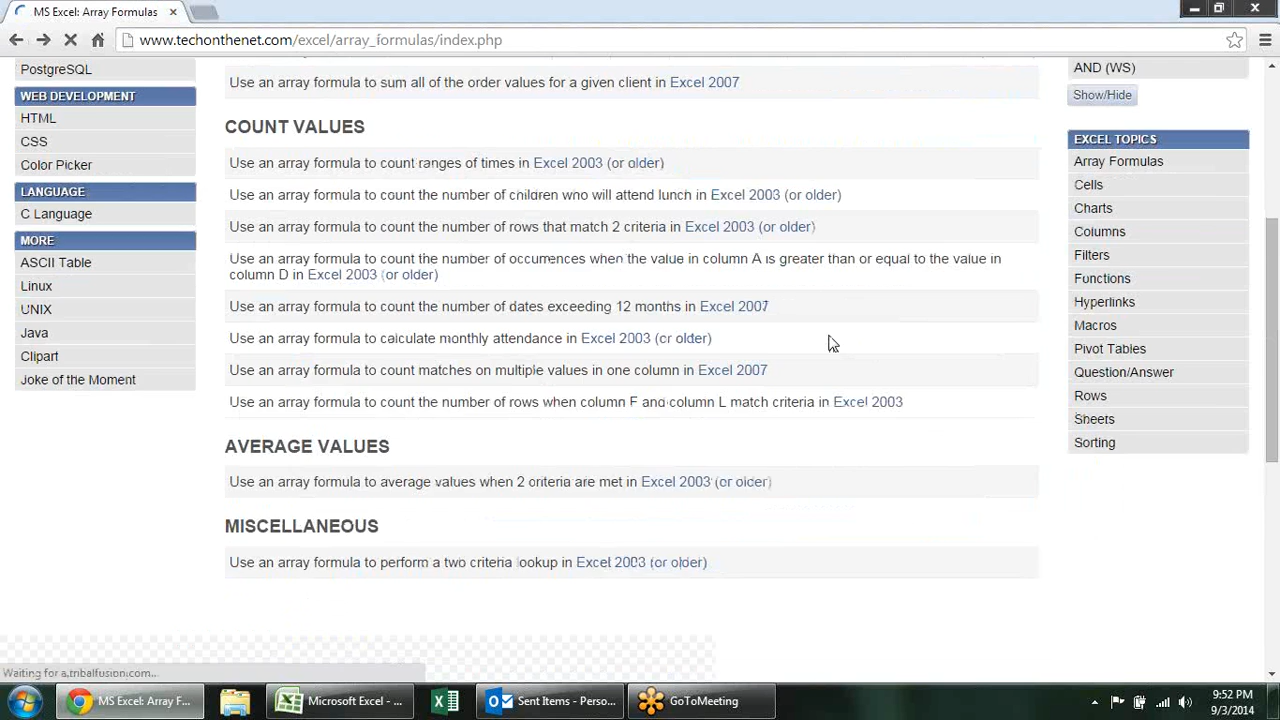 MS Excel: Array Formulas
www.techonthenet.com/excel/array_formulas/index.php
PostgreSQL
WEB DEVELOPMENT
HTML
CSS
Color Picker
LANGUAGE
C Language
MORE
ASCII Table
Linux
UNIX
Java
Clipart
Joke of the Moment
Use an array formula to sum all of the order values for a given client in Excel 2007
COUNT VALUES
Use an array formula to count ranges of times in Excel 2003 (or older)
Use an array formula to count the number of children who will attend lunch in Excel 2003 (or older)
Use an array formula to count the number of rows that match 2 criteria in Excel 2003 (or older)
Use an array formula to count the number of occurrences when the value in column A is greater than or equal to the value in
column D in Excel 2003 (or older)
Use an array formula to count the number of dates exceeding 12 months in Excel 2007
Use an array formula to calculate monthly attendance in Excel 2003 (or older)
Use an array formula to count matches on multiple values in one column in Excel 2007
Use an array formula to count the number of rows when column F and column L match criteria in Excel 2003
AVERAGE VALUES
Use an array formula to average values when 2 criteria are met in Excel 2003 (or older)
MISCELLANEOUS
Use an array formula to perform a two criteria lookup in Excel 2003 (or older)
AND (WS)
Show/Hide
EXCEL TOPICS
Array Formulas
Cells
Charts
Columns
Filters
Functions
Hyperlinks
Macros
Pivot Tables
Question/Answer
Rows
Sheets
Sorting
Waiting for a.tribalfusion.com...
MS Excel: Array F...
Microsoft Excel - ...
Sent Items - Perso...
GoToMeeting
9:52 PM
9/3/2014